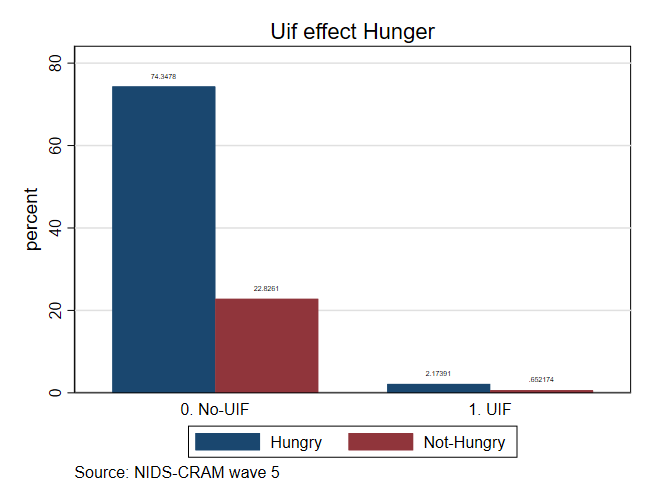 Uif effect Hunger
percent
80
60
40
20
0
74.3478
22.8261
2.17391
.652174
0. No-UIF
1. UIF
Hungry
Not-Hungry
Source: NIDS-CRAM wave 5